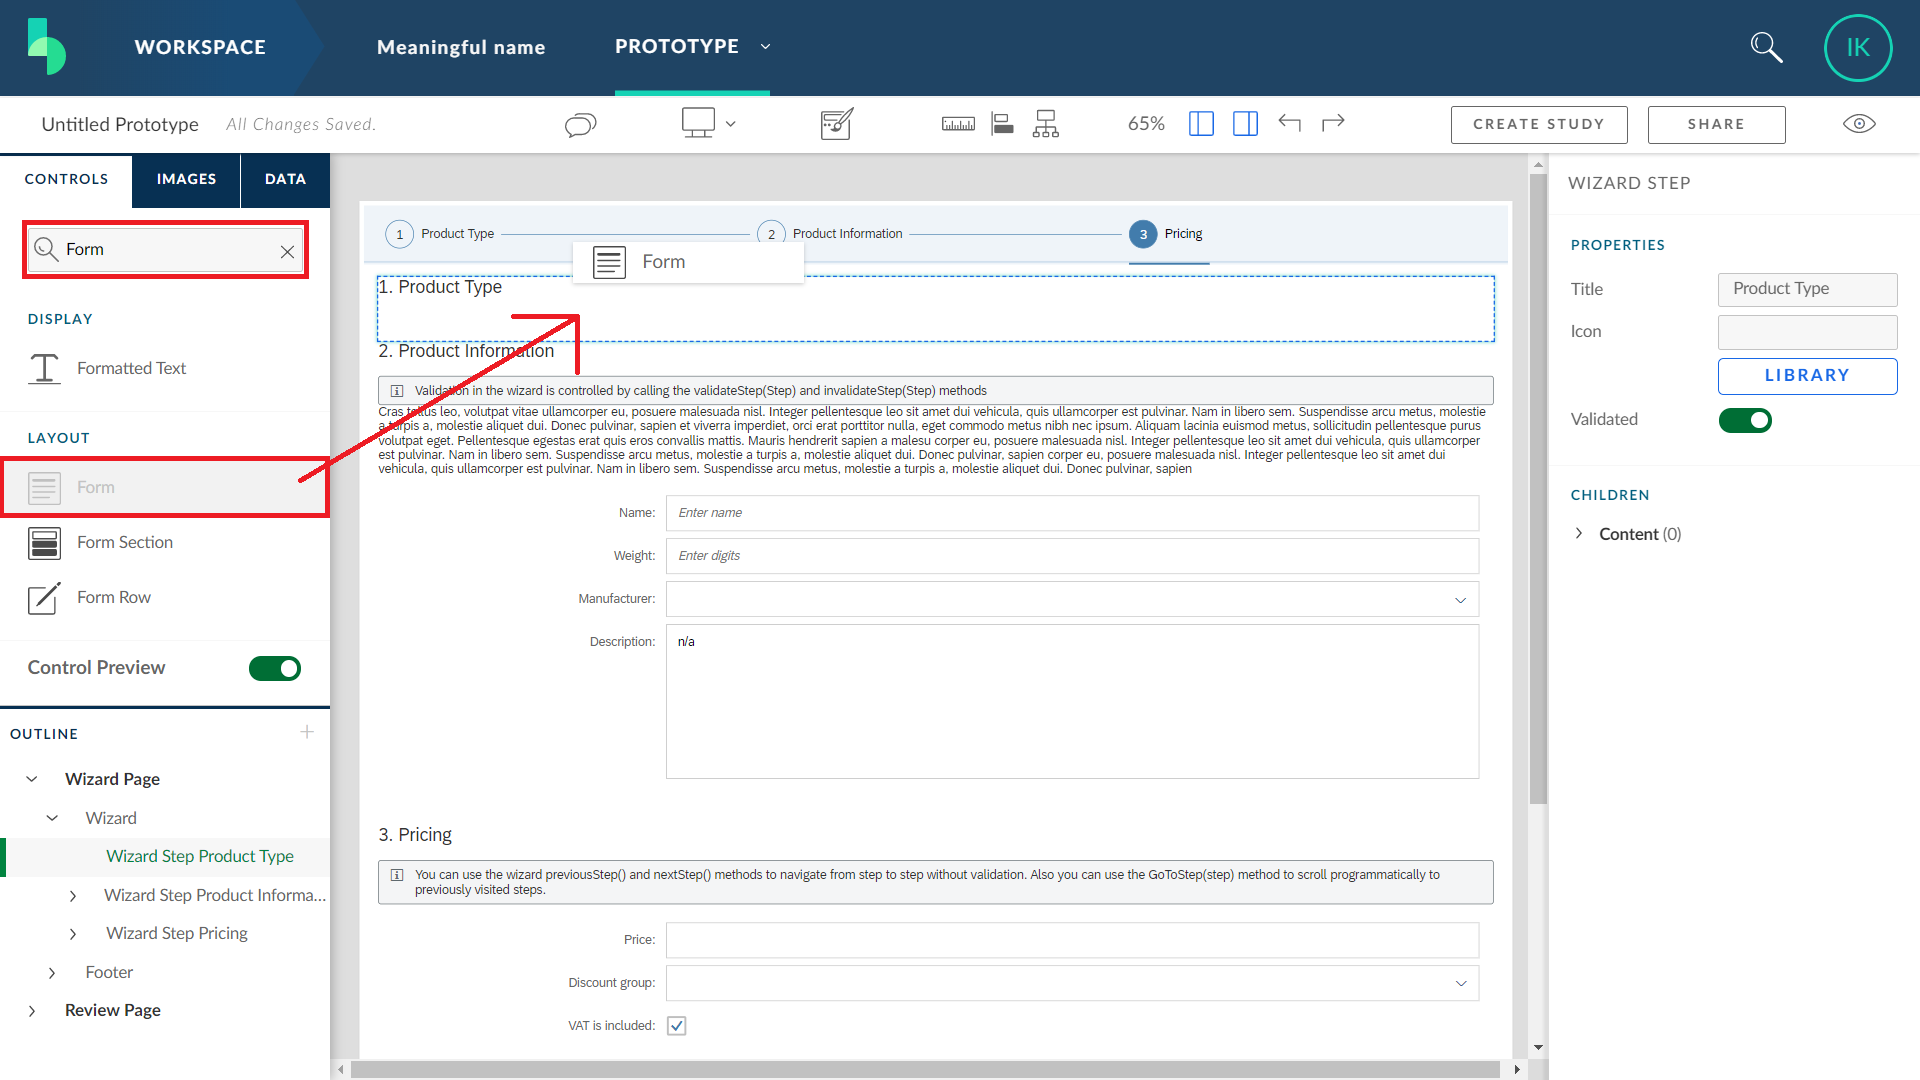 WORKSPACE
Meaningful name
PROTOTYPE
IK
Untitled Prototype
All Changes Saved.
65%
CREATE STUDY
SHARE
CONTROLS
IMAGES
DATA
Form
DISPLAY
Formatted Text
LAYOUT
Form
Form Section
Form Row
Control Preview
OUTLINE
Wizard Page
Wizard
Wizard Step Product Type
Wizard Step Product Informa...
Wizard Step Pricing
Footer
Review Page
1 Product Type
2 Product Information
3 Pricing
Form
1. Product Type
2. Product Information
Validation in the wizard is controlled by calling the validateStep(Step) and invalidateStep(Step) methods
Cras tellus leo, volutpat vitae ullamcorper eu, posuere malesuada nisl. Integer pellentesque leo sit amet dui vehicula, quis ullamcorper est pulvinar. Nam in libero sem. Suspendisse arcu metus, molestie
a turpis a, molestie aliquet dui. Donec pulvinar, sapien et viverra imperdiet, orci erat porttitor nulla, eget commodo metus nibh nec ipsum. Aliquam lacinia euismod metus, sollicitudin pellentesque purus
volutpat eget. Pellentesque egestas erat quis eros convallis mattis. Mauris hendrerit sapien a malesu corper eu, posuere malesuada nisl. Integer pellentesque leo sit amet dui vehicula, quis ullamcorper
est pulvinar. Nam in libero sem. Suspendisse arcu metus, molestie a turpis a, molestie aliquet dui. Donec pulvinar, sapien corper eu, posuere malesuada nisl. Integer pellentesque leo sit amet dui
vehicula, quis ullamcorper est pulvinar. Nam in libero sem. Suspendisse arcu metus, molestie a turpis a, molestie aliquet dui. Donec pulvinar, sapien
Name: Enter name
Weight: Enter digits
Manufacturer:
Description: n/a
3. Pricing
You can use the wizard previousStep() and nextStep() methods to navigate from step to step without validation. Also you can use the GoToStep(step) method to scroll programmatically to
previously visited steps.
Price:
Discount group:
VAT is included:
WIZARD STEP
PROPERTIES
Title Product Type
Icon
LIBRARY
Validated
CHILDREN
Content (0)